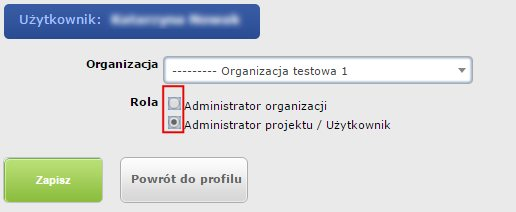 Użytkownik:
Organizacja
--------- Organizacja testowa 1
Rola
Administrator organizacji
Administrator projektu / Użytkownik
Zapisz
Powrót do profilu